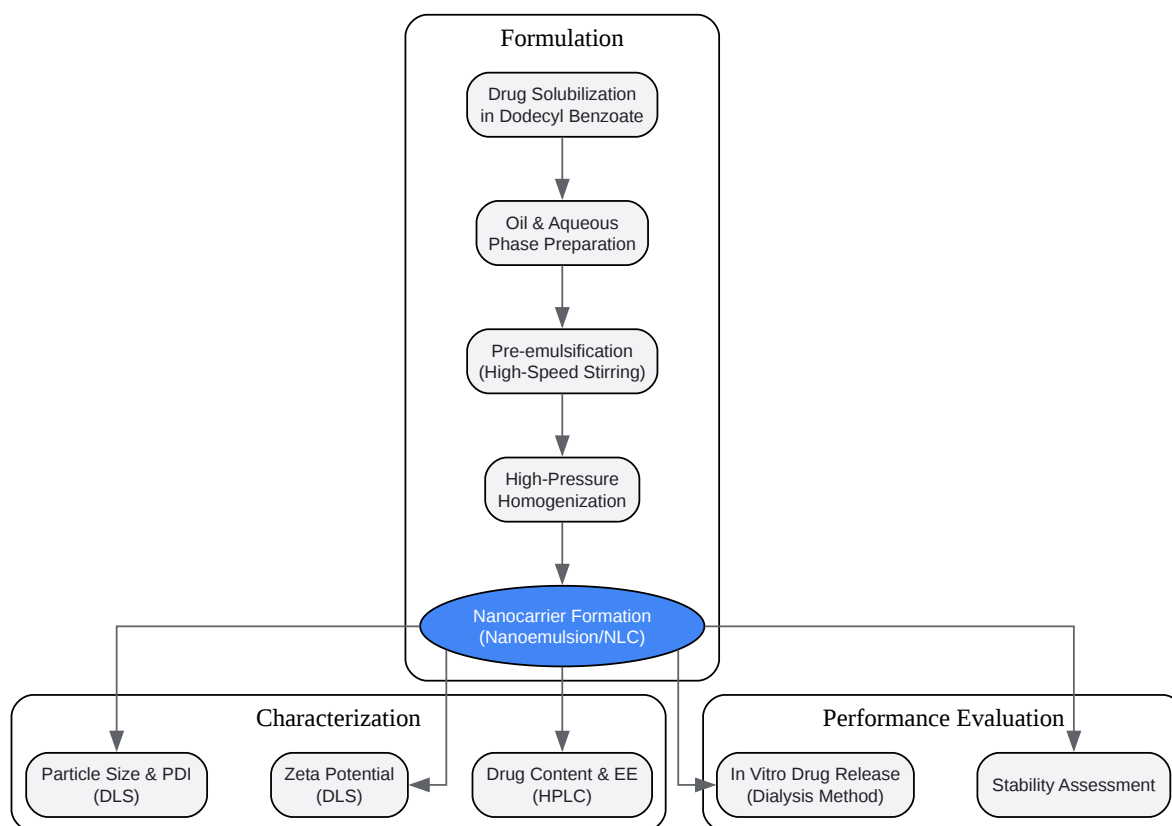 Formulation
Drug Solubilization
in Dodecyl Benzoate
Oil & Aqueous
Phase Preparation
Pre-emulsification
(High-Speed Stirring)
High-Pressure
Homogenization
Nanocarrier Formation
(Nanoemulsion/NLC)
Characterization
Particle Size & PDI
(DLS)
Zeta Potential
(DLS)
Drug Content & EE
(HPLC)
Performance Evaluation
In Vitro Drug Release
(Dialysis Method)
Stability Assessment